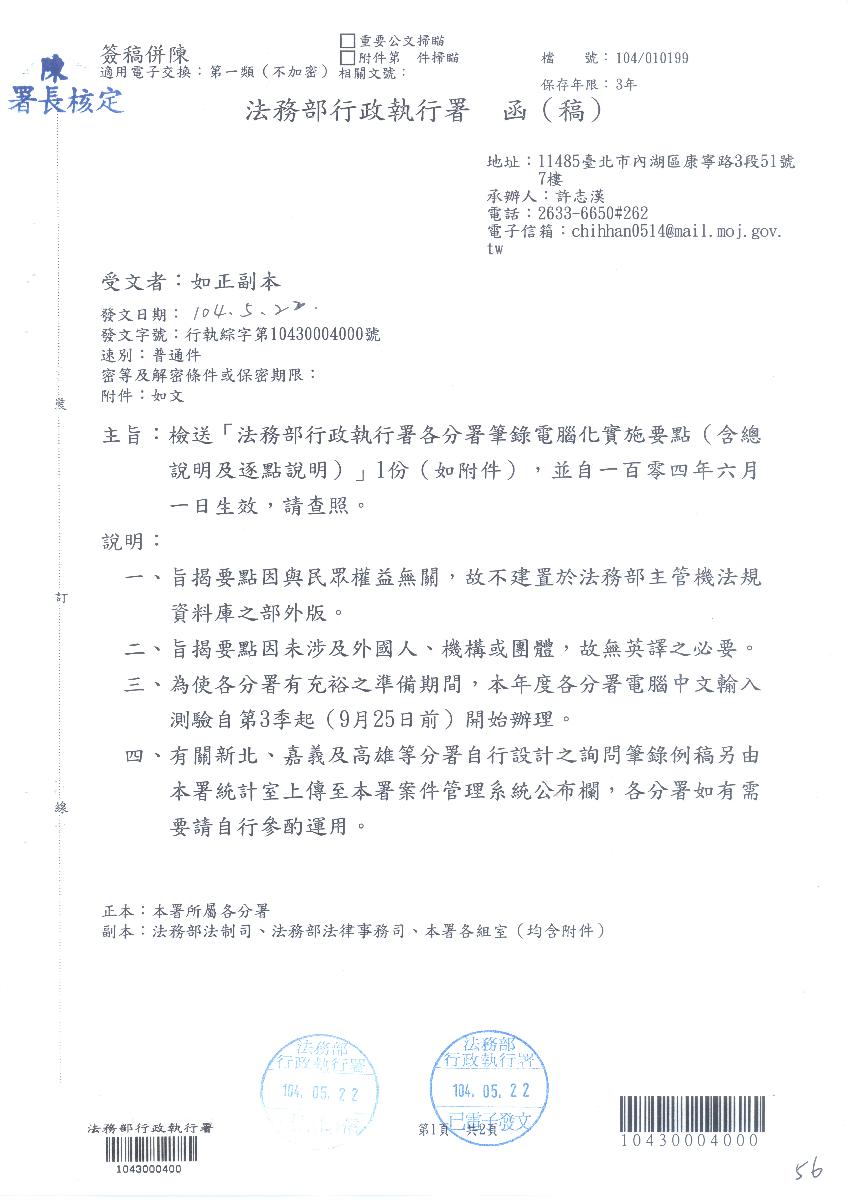 簽稿併陳
□重要公文掃瞄
□附件第　件掃瞄
適用電子交換：第一類（不加密）相關文號：
檔　　號：104/010199
保存年限：3年
陳
署長核定
法務部行政執行署　函（稿）
地址：11485臺北市內湖區康寧路3段51號
7樓
承辦人：許志漢
電話：2633-6650#262
電子信箱：chihhan0514@mail.moj.gov.
tw
受文者：如正副本
發文日期：104.5.22.
發文字號：行執綜字第10430004000號
速別：普通件
密等及解密條件或保密期限：
附件：如文
主旨：檢送「法務部行政執行署各分署筆錄電腦化實施要點（含總
說明及逐點說明）」1份（如附件），並自一百零四年六月
一日生效，請查照。
說明：
一、旨揭要點因與民眾權益無關，故不建置於法務部主管機法規
資料庫之部外版。
二、旨揭要點因未涉及外國人、機構或團體，故無英譯之必要。
三、為使各分署有充裕之準備期間，本年度各分署電腦中文輸入
測驗自第3季起（9月25日前）開始辦理。
四、有關新北、嘉義及高雄等分署自行設計之詢問筆錄例稿另由
本署統計室上傳至本署案件管理系統公布欄，各分署如有需
要請自行參酌運用。
裝
訂
線
正本：本署所屬各分署
副本：法務部法制司、法務部法律事務司、本署各組室（均含附件）
法務部
行政執行署
104. 05. 22
法務部
行政執行署
104. 05. 22
已電子發文
法務部行政執行署
1043000400
第1頁　共2頁
10430004000
56